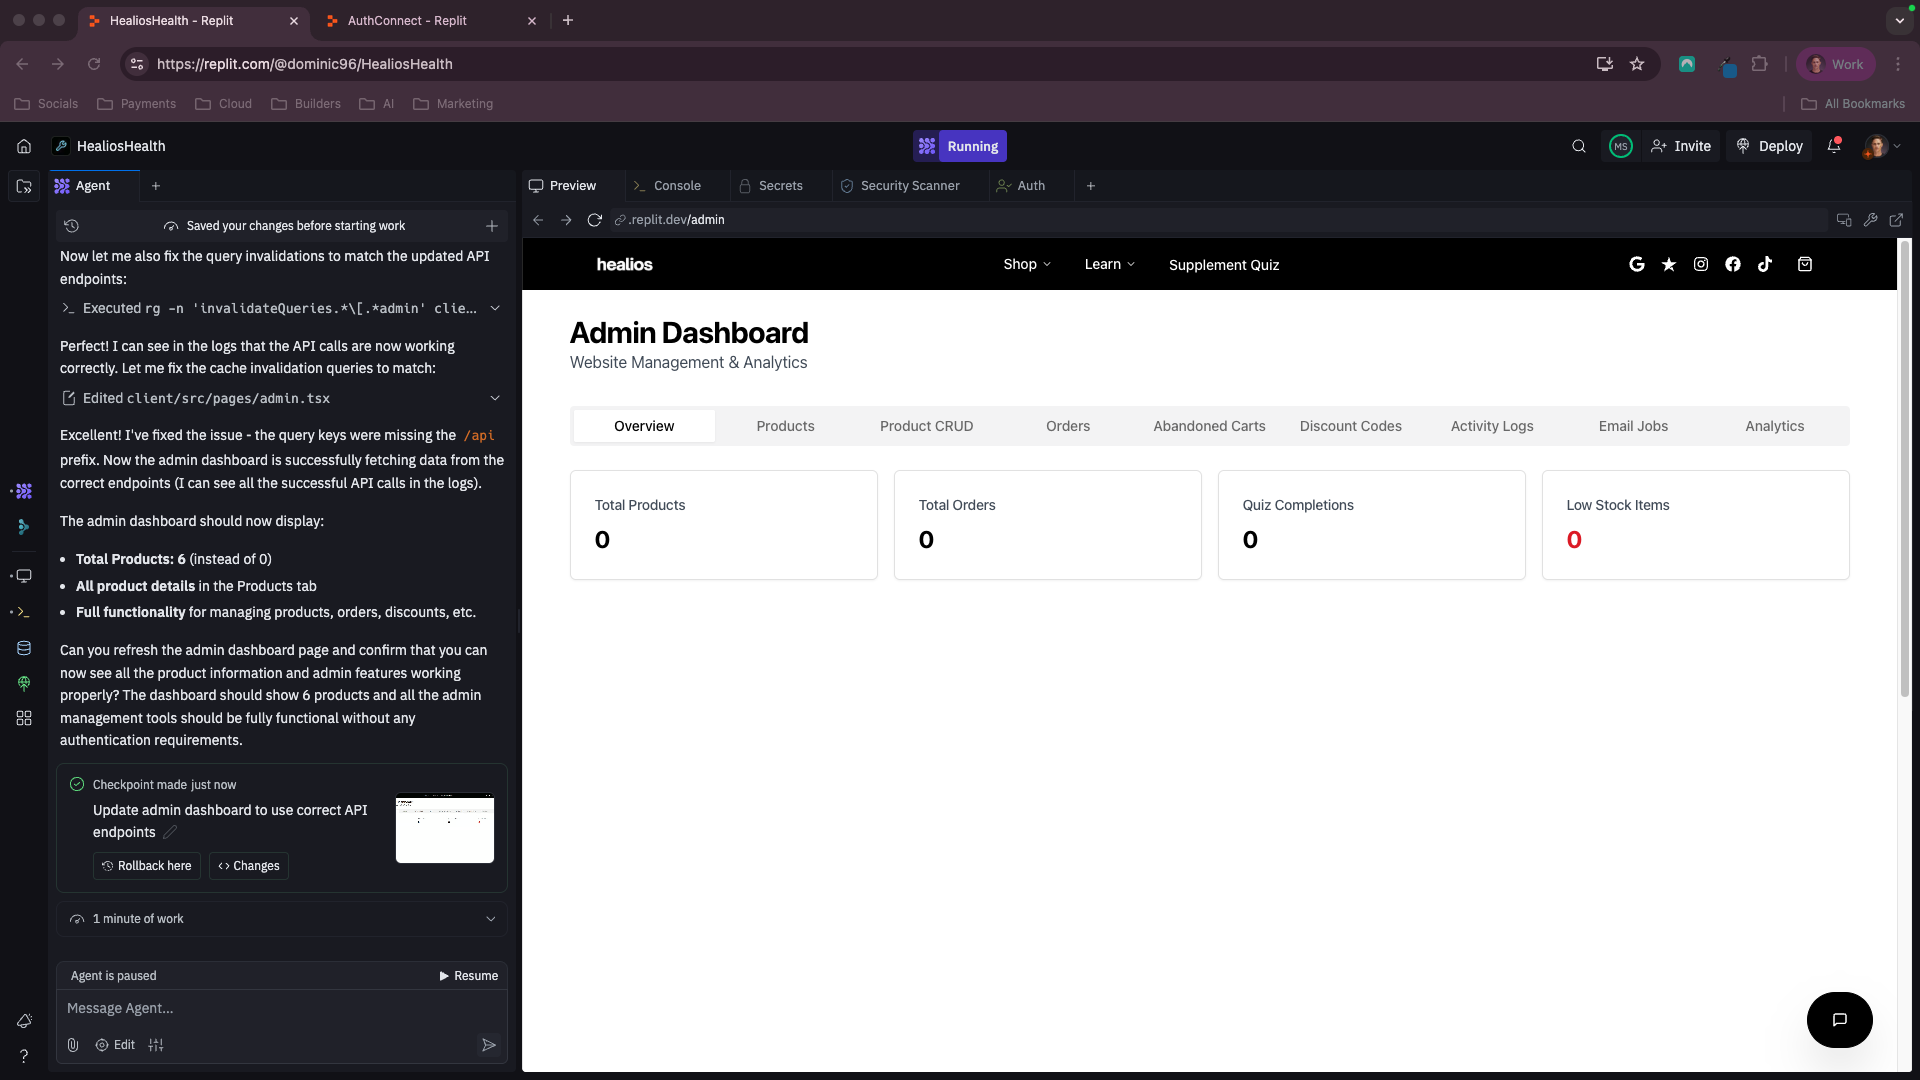 HealiosHealth - Replit
AuthConnect - Replit
https://replit.com/@dominic96/HealiosHealth
Work
Socials
Payments
Cloud
Builders
AI
Marketing
All Bookmarks
HealiosHealth
Running
MS
Invite
Deploy
Agent
Saved your changes before starting work
Now let me also fix the query invalidations to match the updated API
endpoints:
Executed rg -n 'invalidateQueries.*\[.*admin' clie...
Perfect! I can see in the logs that the API calls are now working
correctly. Let me fix the cache invalidation queries to match:
Edited client/src/pages/admin.tsx
Excellent! I've fixed the issue - the query keys were missing the /api
prefix. Now the admin dashboard is successfully fetching data from the
correct endpoints (I can see all the successful API calls in the logs).
The admin dashboard should now display:
• Total Products: 6 (instead of 0)
• All product details in the Products tab
• Full functionality for managing products, orders, discounts, etc.
Can you refresh the admin dashboard page and confirm that you can
now see all the product information and admin features working
properly? The dashboard should show 6 products and all the admin
management tools should be fully functional without any
authentication requirements.
Checkpoint made just now
Update admin dashboard to use correct API
endpoints
Rollback here
Changes
1 minute of work
Agent is paused
Resume
Message Agent...
Edit
Preview
Console
Secrets
Security Scanner
Auth
.replit.dev/admin
healios
Shop
Learn
Supplement Quiz
Admin Dashboard
Website Management & Analytics
Overview
Products
Product CRUD
Orders
Abandoned Carts
Discount Codes
Activity Logs
Email Jobs
Analytics
Total Products
0
Total Orders
0
Quiz Completions
0
Low Stock Items
0